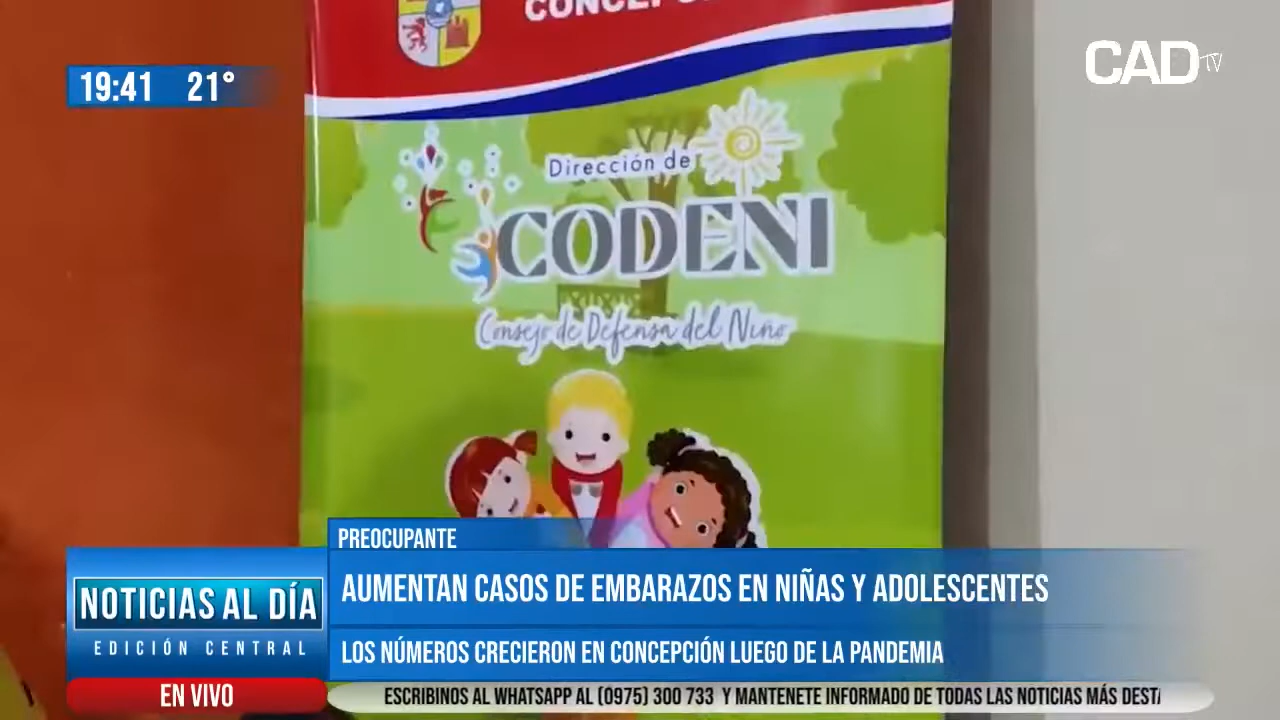 19:41 21°
CAD TV
Dirección de
CODENI
Consejo de Defensa del Niño
PREOCUPANTE
AUMENTAN CASOS DE EMBARAZOS EN NIÑAS Y ADOLESCENTES
NOTICIAS AL DÍA
EDICIÓN CENTRAL
LOS NÚMEROS CRECIERON EN CONCEPCIÓN LUEGO DE LA PANDEMIA
EN VIVO
ESCRIBINOS AL WHATSAPP AL (0975) 300 733 Y MANTENETE INFORMADO DE TODAS LAS NOTICIAS MÁS